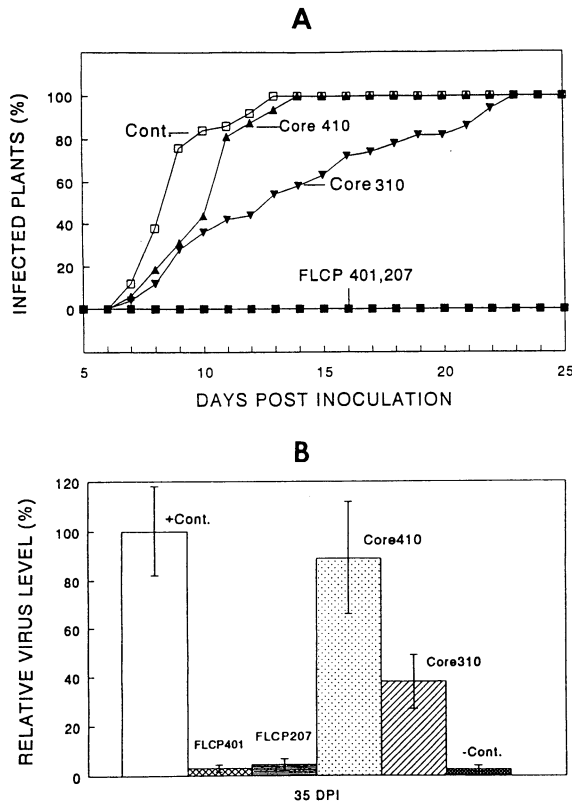 A
INFECTED PLANTS (%)
100
80
60
40
20
0
Cont.
Core 410
Core 310
FLCP 401,207
5 10 15 20 25
DAYS POST INOCULATION
B
RELATIVE VIRUS LEVEL (%)
120
100
80
60
40
20
0
+Cont.
FLCP401
FLCP207
Core410
Core310
-Cont.
35 DPI